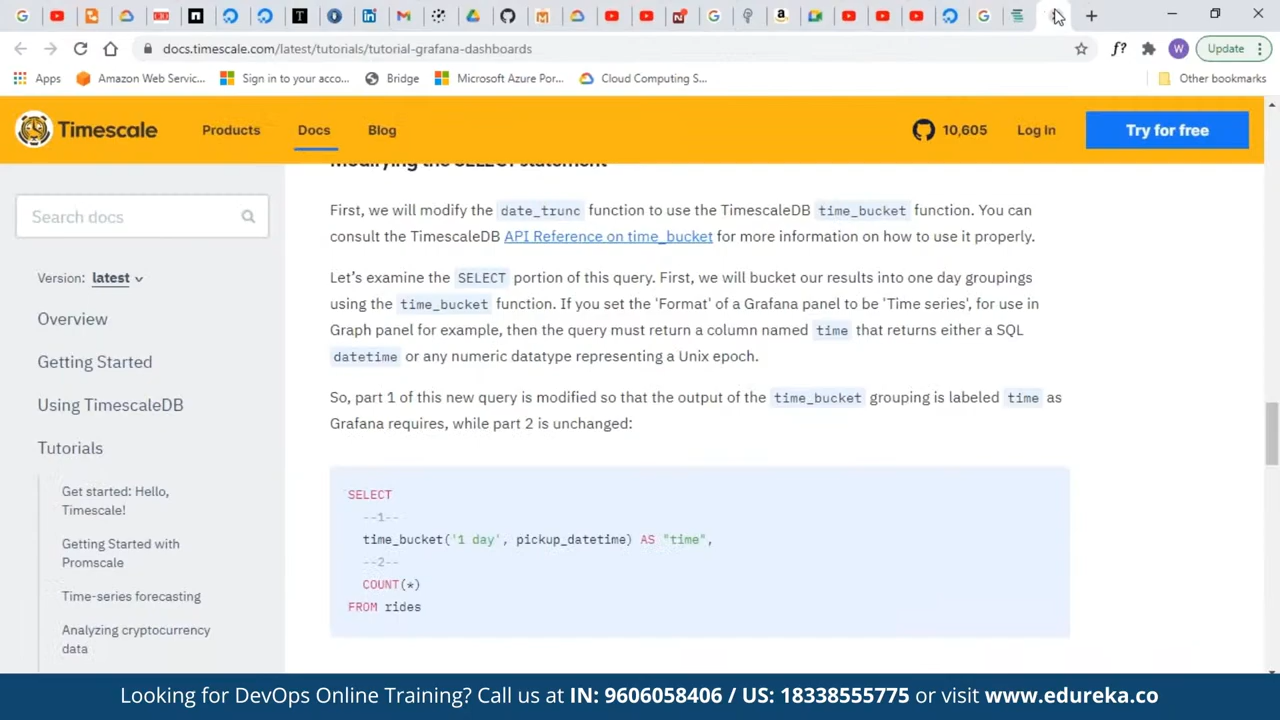 docs.timescale.com/latest/tutorials/tutorial-grafana-dashboards
f?
W
Update
Apps
Amazon Web Servic...
Sign in to your acco...
Bridge
Microsoft Azure Por...
Cloud Computing S...
Other bookmarks
Timescale
Products
Docs
Blog
10,605
Log In
Try for free
Modifying the SELECT statement
Search docs
Version: latest
Overview
Getting Started
Using TimescaleDB
Tutorials
Get started: Hello,
Timescale!
Getting Started with
Promscale
Time-series forecasting
Analyzing cryptocurrency
data
First, we will modify the date_trunc function to use the TimescaleDB time_bucket function. You can
consult the TimescaleDB API Reference on time_bucket for more information on how to use it properly.
Let’s examine the SELECT portion of this query. First, we will bucket our results into one day groupings
using the time_bucket function. If you set the 'Format' of a Grafana panel to be 'Time series', for use in
Graph panel for example, then the query must return a column named time that returns either a SQL
datetime or any numeric datatype representing a Unix epoch.
So, part 1 of this new query is modified so that the output of the time_bucket grouping is labeled time as
Grafana requires, while part 2 is unchanged:
SELECT
--1--
time_bucket('1 day', pickup_datetime) AS "time",
--2--
COUNT(*)
FROM rides
Looking for DevOps Online Training? Call us at IN: 9606058406 / US: 18338555775 or visit www.edureka.co